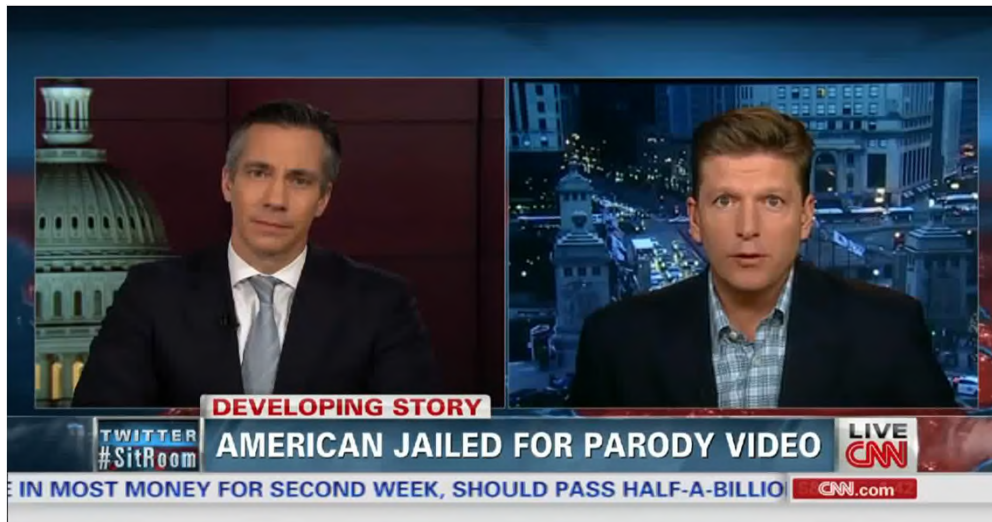 DEVELOPING STORY
TWITTER
#SitRoom
AMERICAN JAILED FOR PARODY VIDEO
LIVE
CNN
IN MOST MONEY FOR SECOND WEEK, SHOULD PASS HALF-A-BILLIO
CNN.com